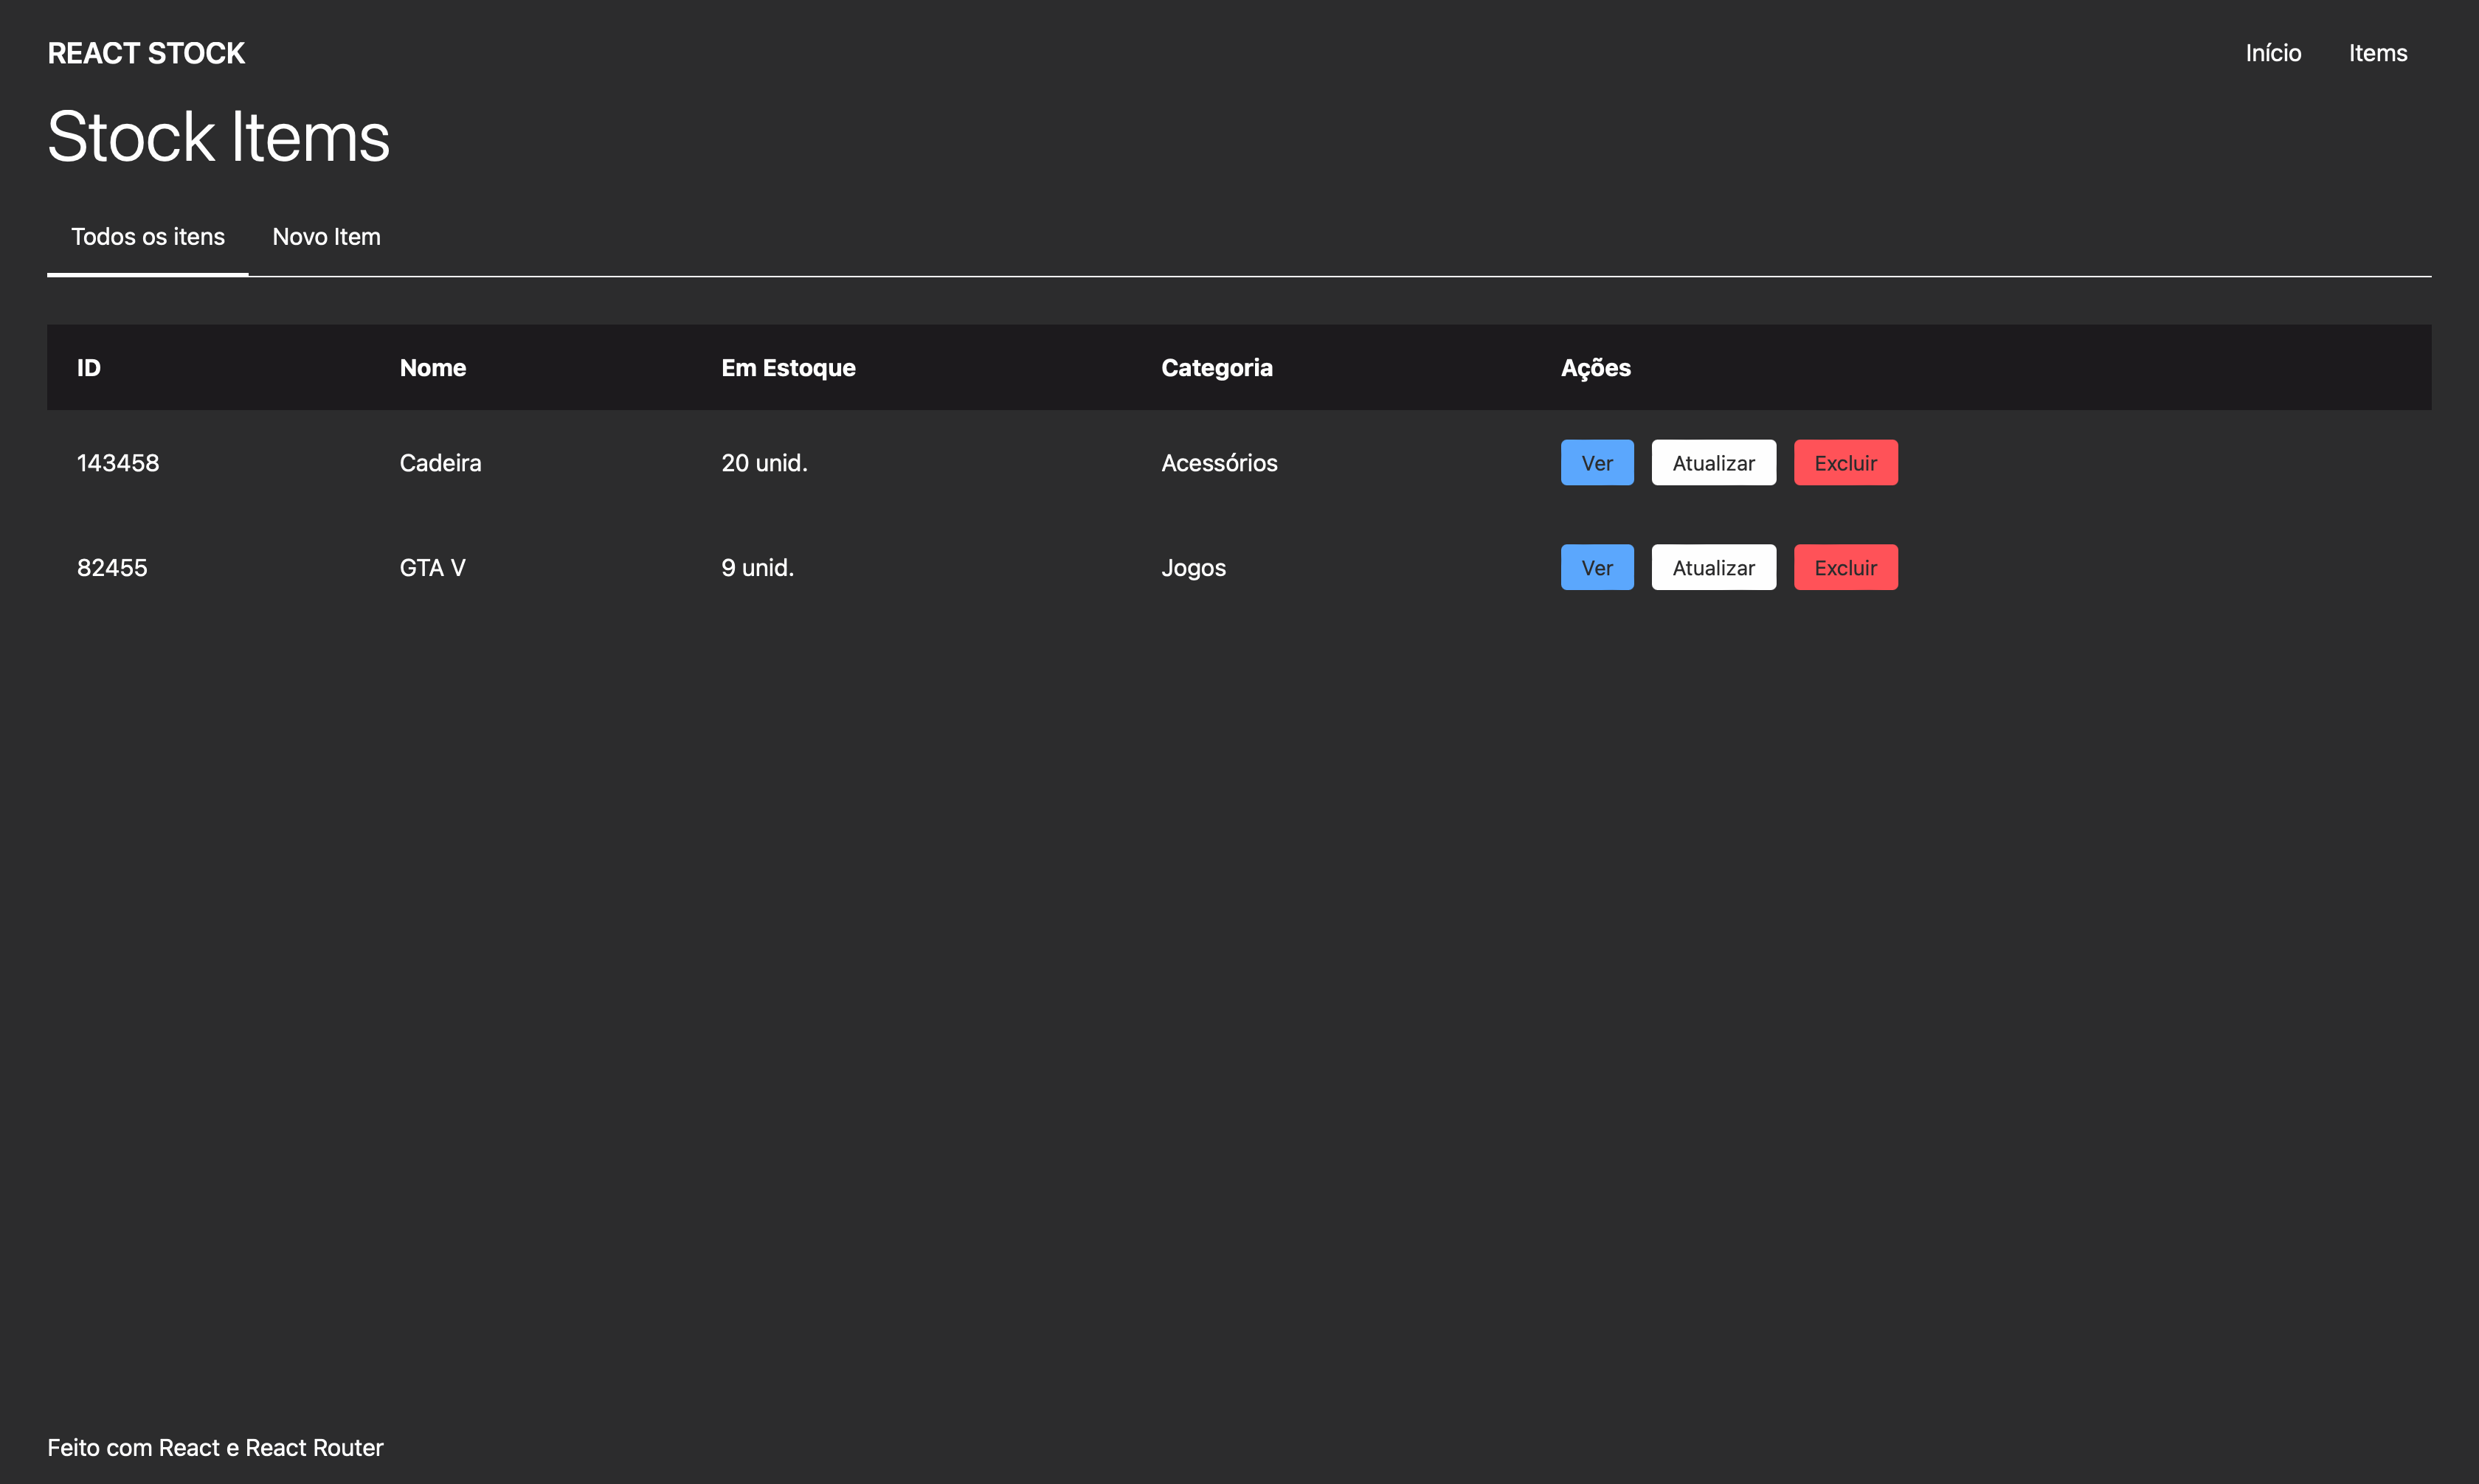 REACT STOCK Início Items
Stock Items
Todos os itens Novo Item
ID Nome Em Estoque Categoria Ações
143458 Cadeira 20 unid. Acessórios Ver Atualizar Excluir
82455 GTA V 9 unid. Jogos Ver Atualizar Excluir
Feito com React e React Router